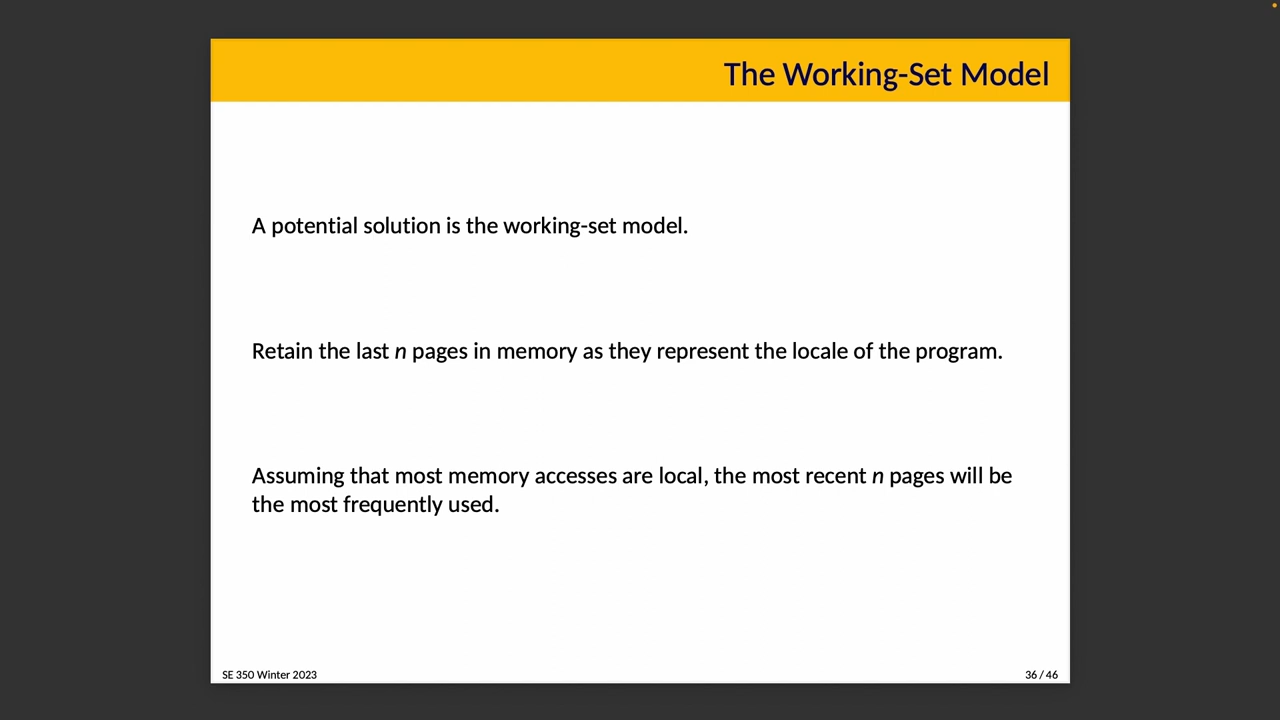 The Working-Set Model
A potential solution is the working-set model.
Retain the last n pages in memory as they represent the locale of the program.
Assuming that most memory accesses are local, the most recent n pages will be
the most frequently used.
SE 350 Winter 2023
36 / 46